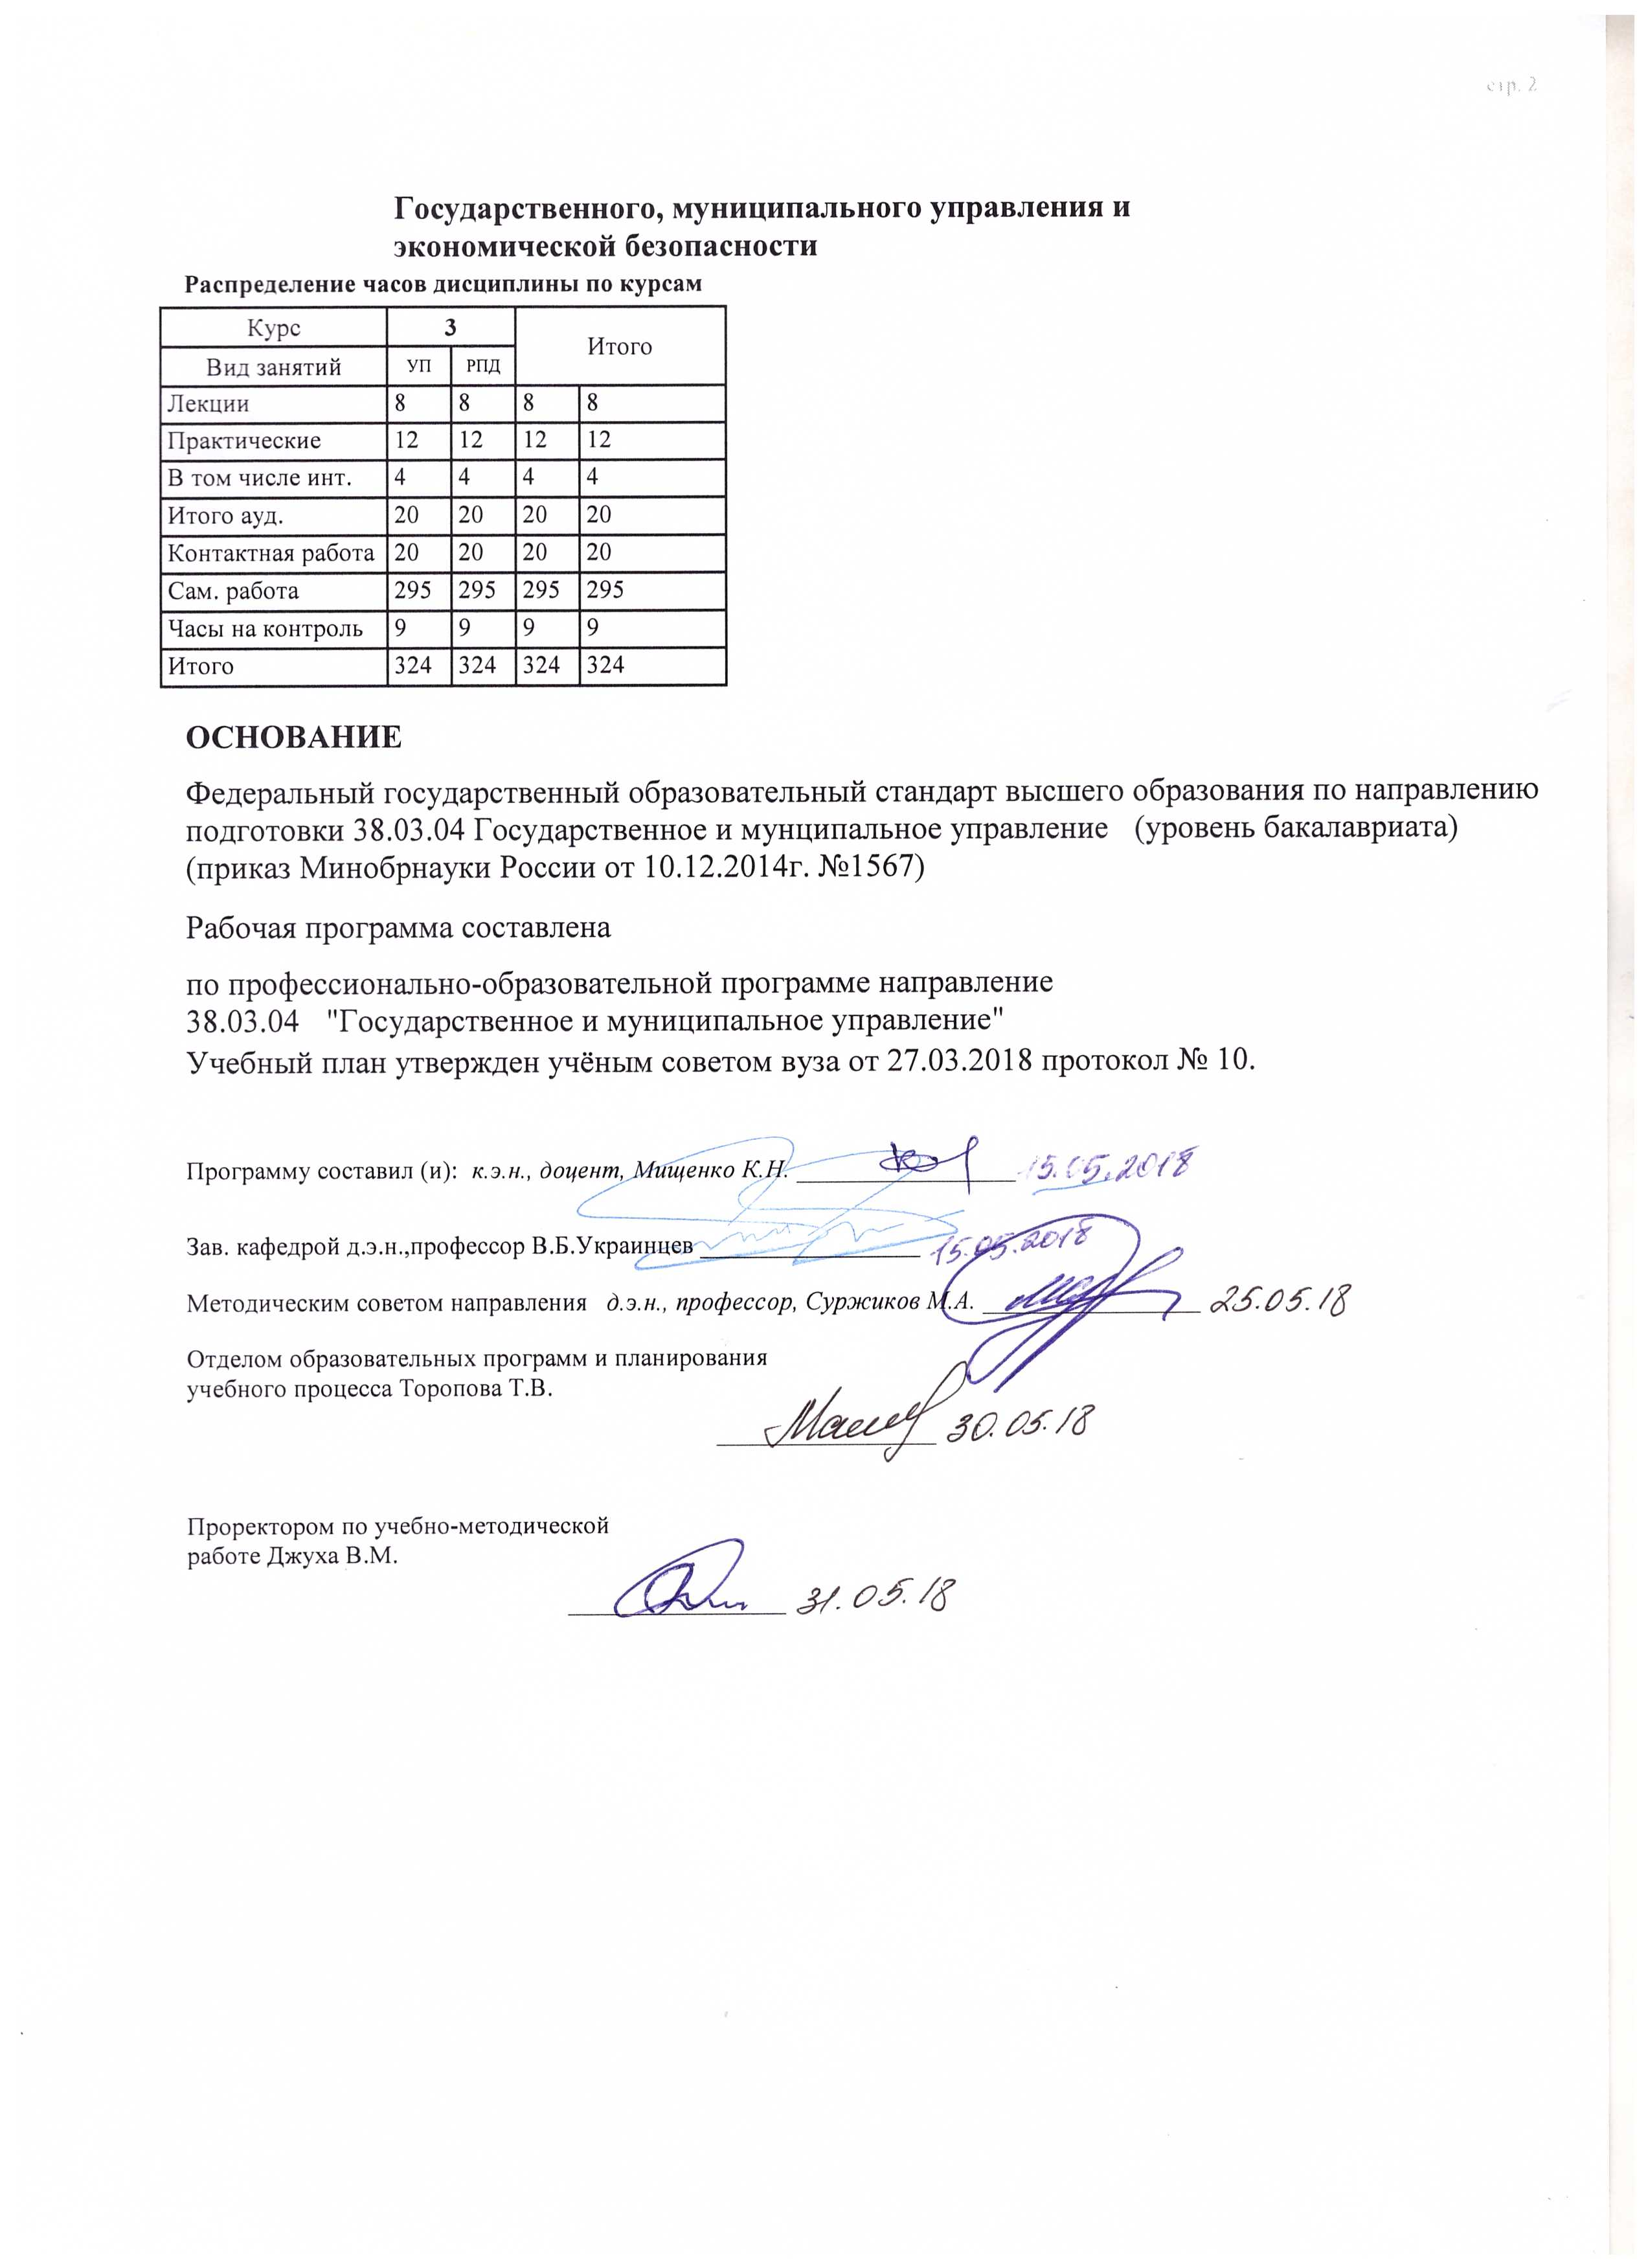 стр. 2
Государственного, муниципального управления и
экономической безопасности
Распределение часов дисциплины по курсам
Курс 3 Итого
Вид занятий УП РПД
Лекции 8 8 8 8
Практические 12 12 12 12
В том числе инт. 4 4 4 4
Итого ауд. 20 20 20 20
Контактная работа 20 20 20 20
Сам. работа 295 295 295 295
Часы на контроль 9 9 9 9
Итого 324 324 324 324
ОСНОВАНИЕ
Федеральный государственный образовательный стандарт высшего образования по направлению
подготовки 38.03.04 Государственное и мунципальное управление (уровень бакалавриата)
(приказ Минобрнауки России от 10.12.2014г. №1567)
Рабочая программа составлена
по профессионально-образовательной программе направление
38.03.04 "Государственное и муниципальное управление"
Учебный план утвержден учёным советом вуза от 27.03.2018 протокол № 10.
Программу составил (и): к.э.н., доцент, Мищенко К.Н. 15.05.2018
Зав. кафедрой д.э.н.,профессор В.Б.Украинцев 15.05.2018
Методическим советом направления д.э.н., профессор, Суржиков М.А. 25.05.18
Отделом образовательных программ и планирования
учебного процесса Торопова Т.В.
30.05.18
Проректором по учебно-методической
работе Джуха В.М.
31.05.18